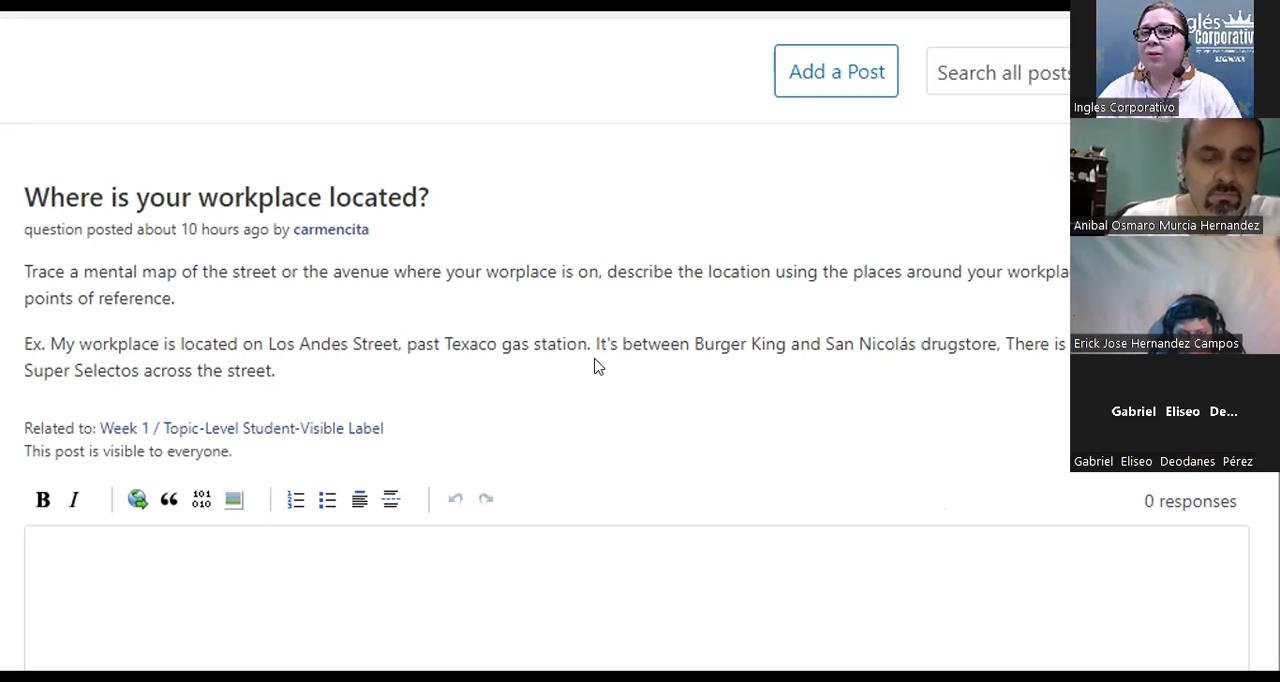 Add a Post
Search all posts
Where is your workplace located?
question posted about 10 hours ago by carmencita
Trace a mental map of the street or the avenue where your worplace is on, describe the location using the places around your workpla
points of reference.
Ex. My workplace is located on Los Andes Street, past Texaco gas station. It's between Burger King and San Nicolás drugstore, There is
Super Selectos across the street.
Related to: Week 1 / Topic-Level Student-Visible Label
This post is visible to everyone.
B I
101
010
0 responses
glés
Corporativ
BEGINNER
Ingles Corporativo
Anibal Osmaro Murcia Hernandez
Erick Jose Hernandez Campos
Gabriel Eliseo De...
Gabriel Eliseo Deodanes Pérez